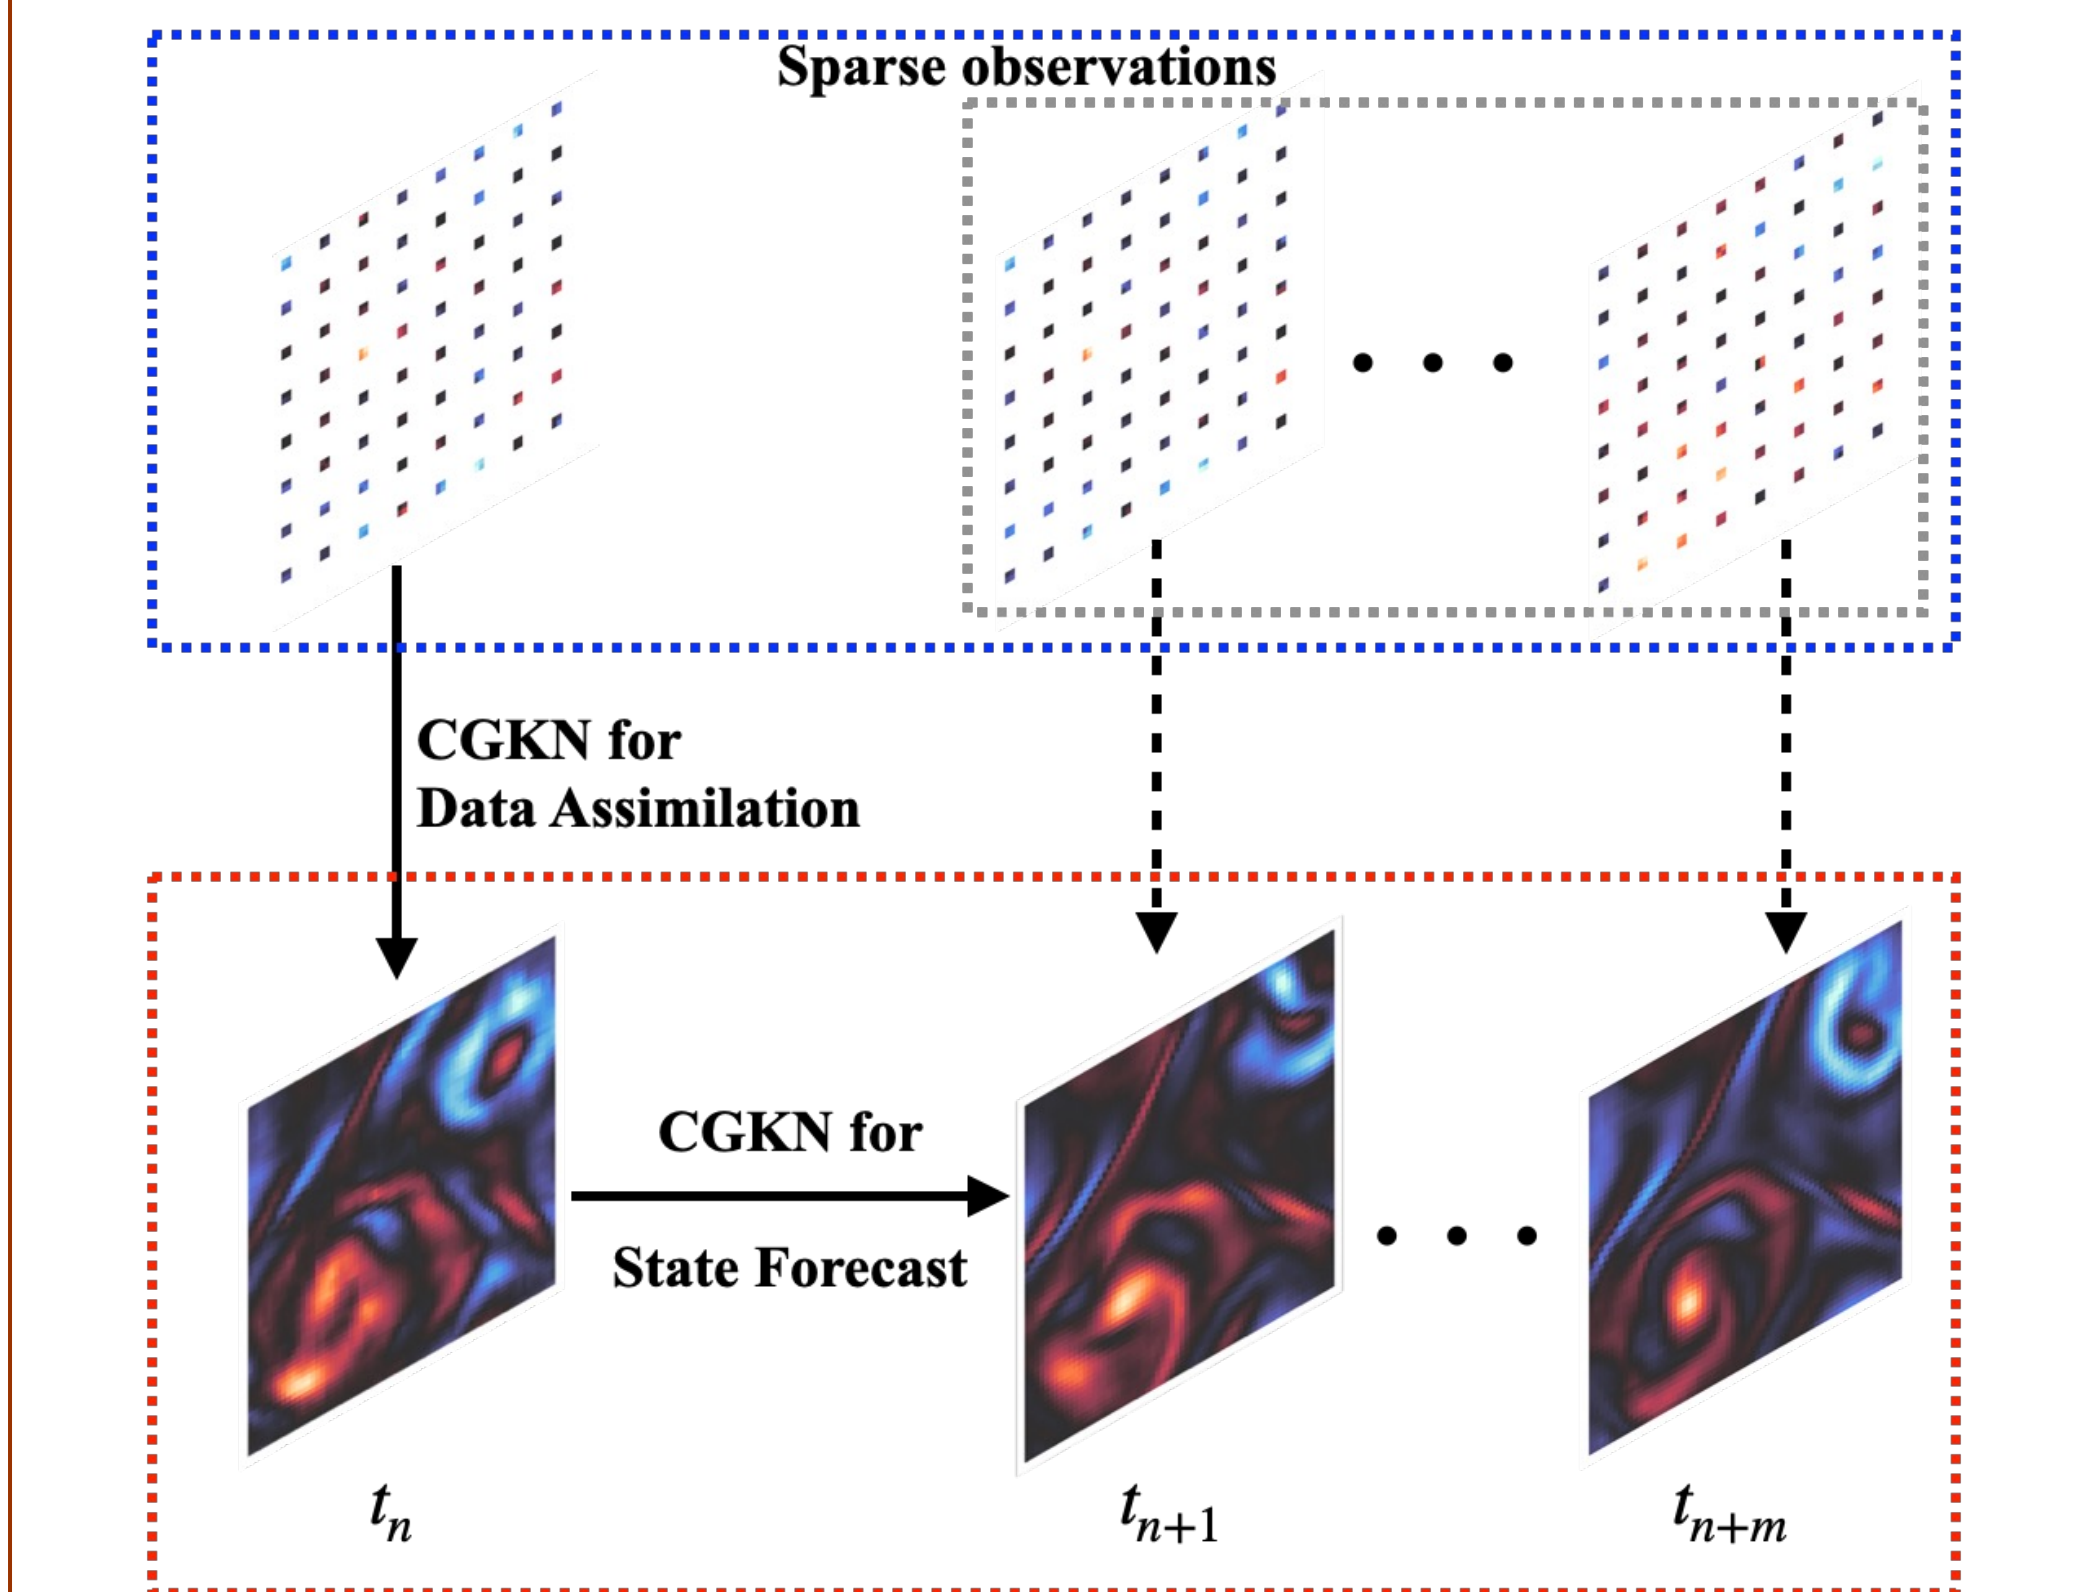 Sparse observations
CGKN for
Data Assimilation
CGKN for
State Forecast
tn
tn+1
tn+m